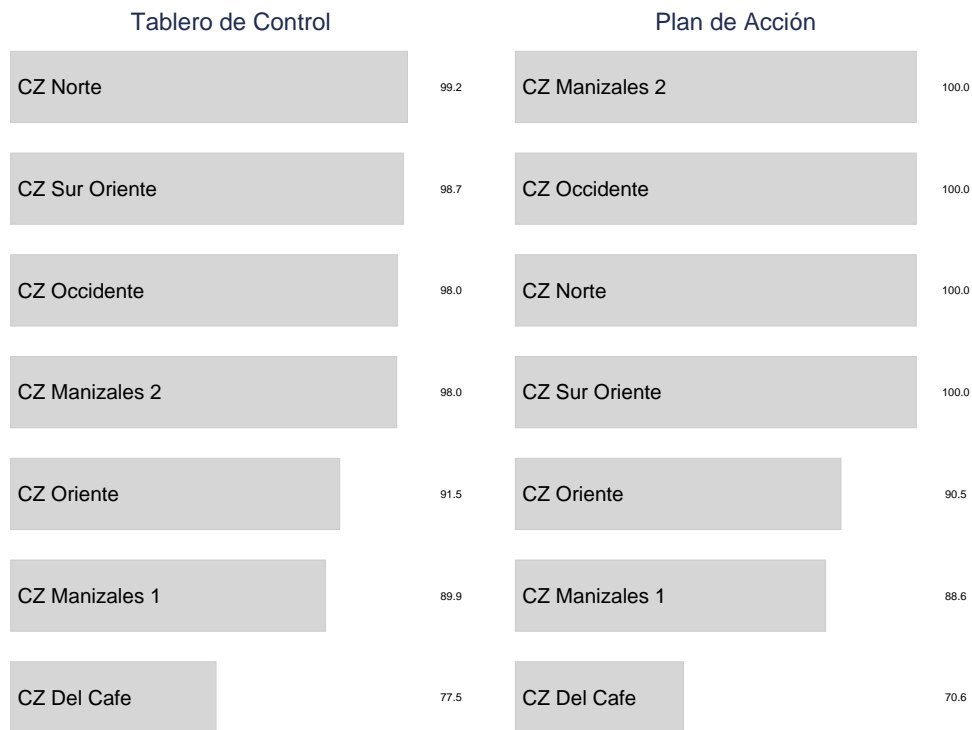 Tablero de Control
CZ Norte 99.2
CZ Sur Oriente 98.7
CZ Occidente 98.0
CZ Manizales 2 98.0
CZ Oriente 91.5
CZ Manizales 1 89.9
CZ Del Cafe 77.5
Plan de Acción
CZ Manizales 2 100.0
CZ Occidente 100.0
CZ Norte 100.0
CZ Sur Oriente 100.0
CZ Oriente 90.5
CZ Manizales 1 88.6
CZ Del Cafe 70.6